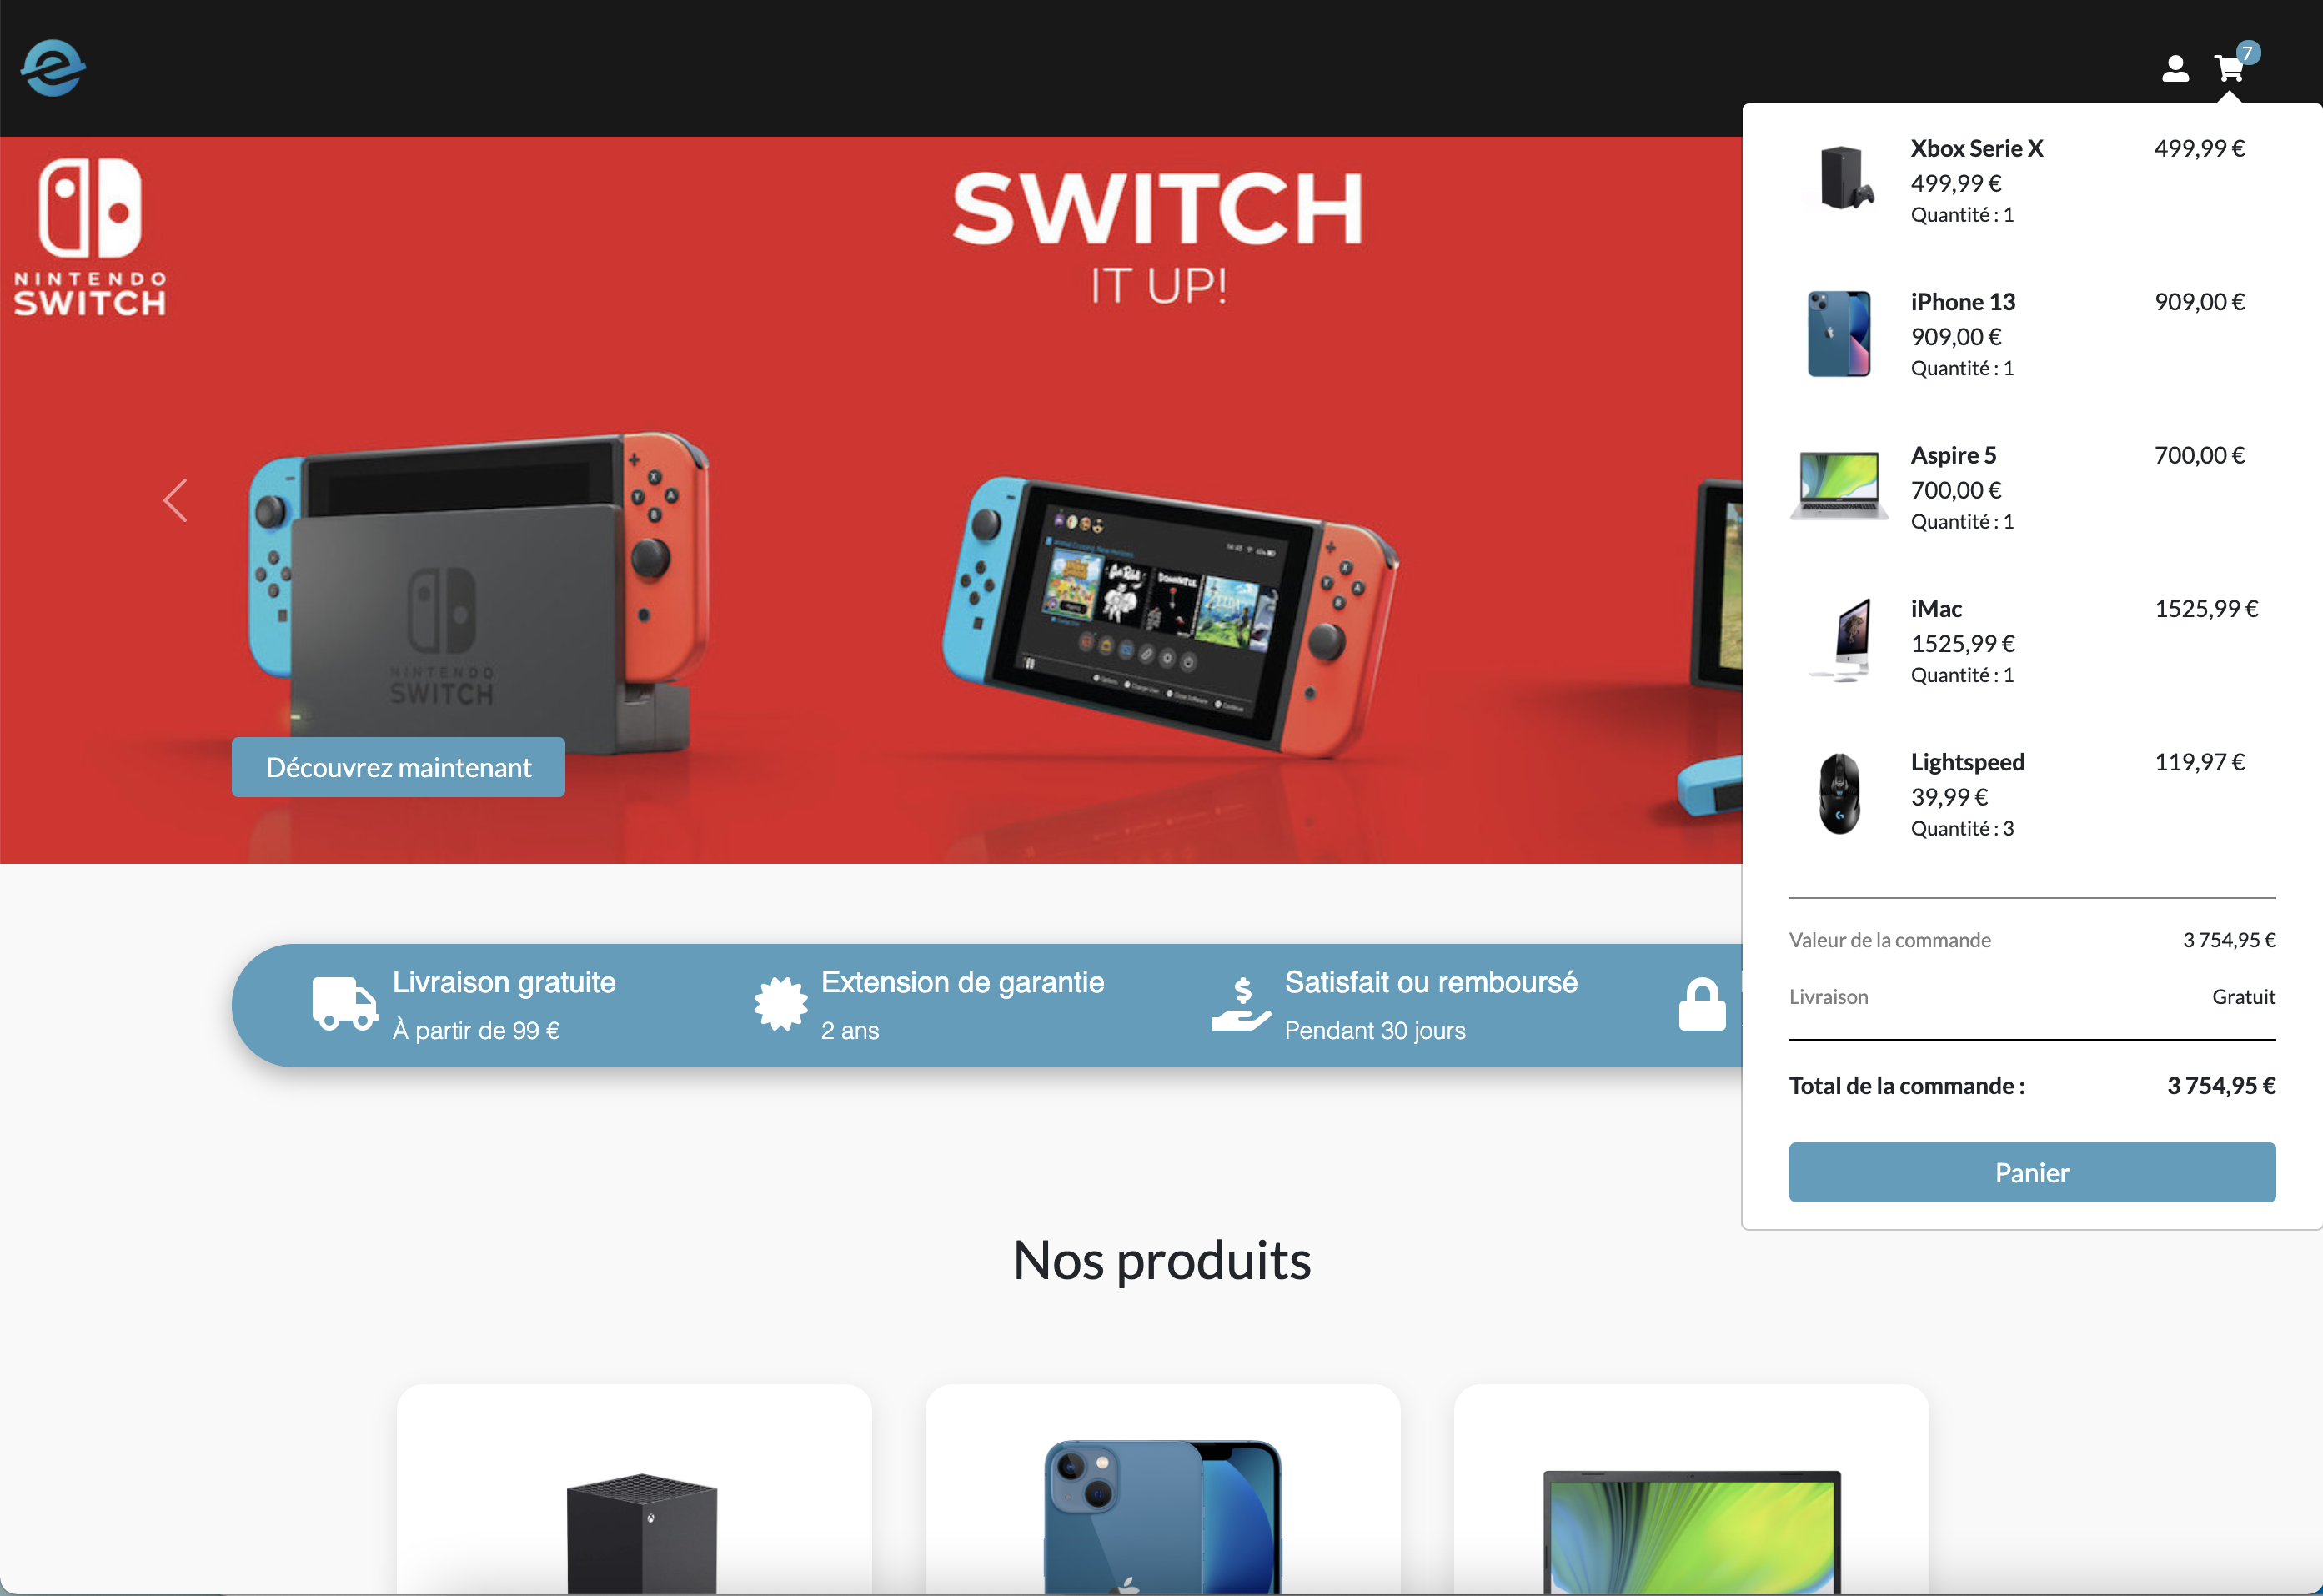 7
NINTENDO
SWITCH
SWITCH
IT UP!
NINTENDO
SWITCH
Découvrez maintenant
Xbox Serie X
499,99 €
499,99 €
Quantité : 1
iPhone 13
909,00 €
909,00 €
Quantité : 1
Aspire 5
700,00 €
700,00 €
Quantité : 1
iMac
1525,99 €
1525,99 €
Quantité : 1
Lightspeed
119,97 €
39,99 €
Quantité : 3
Valeur de la commande
3 754,95 €
Livraison
Gratuit
Total de la commande :
3 754,95 €
Panier
Livraison gratuite
À partir de 99 €
Extension de garantie
2 ans
Satisfait ou remboursé
Pendant 30 jours
Nos produits